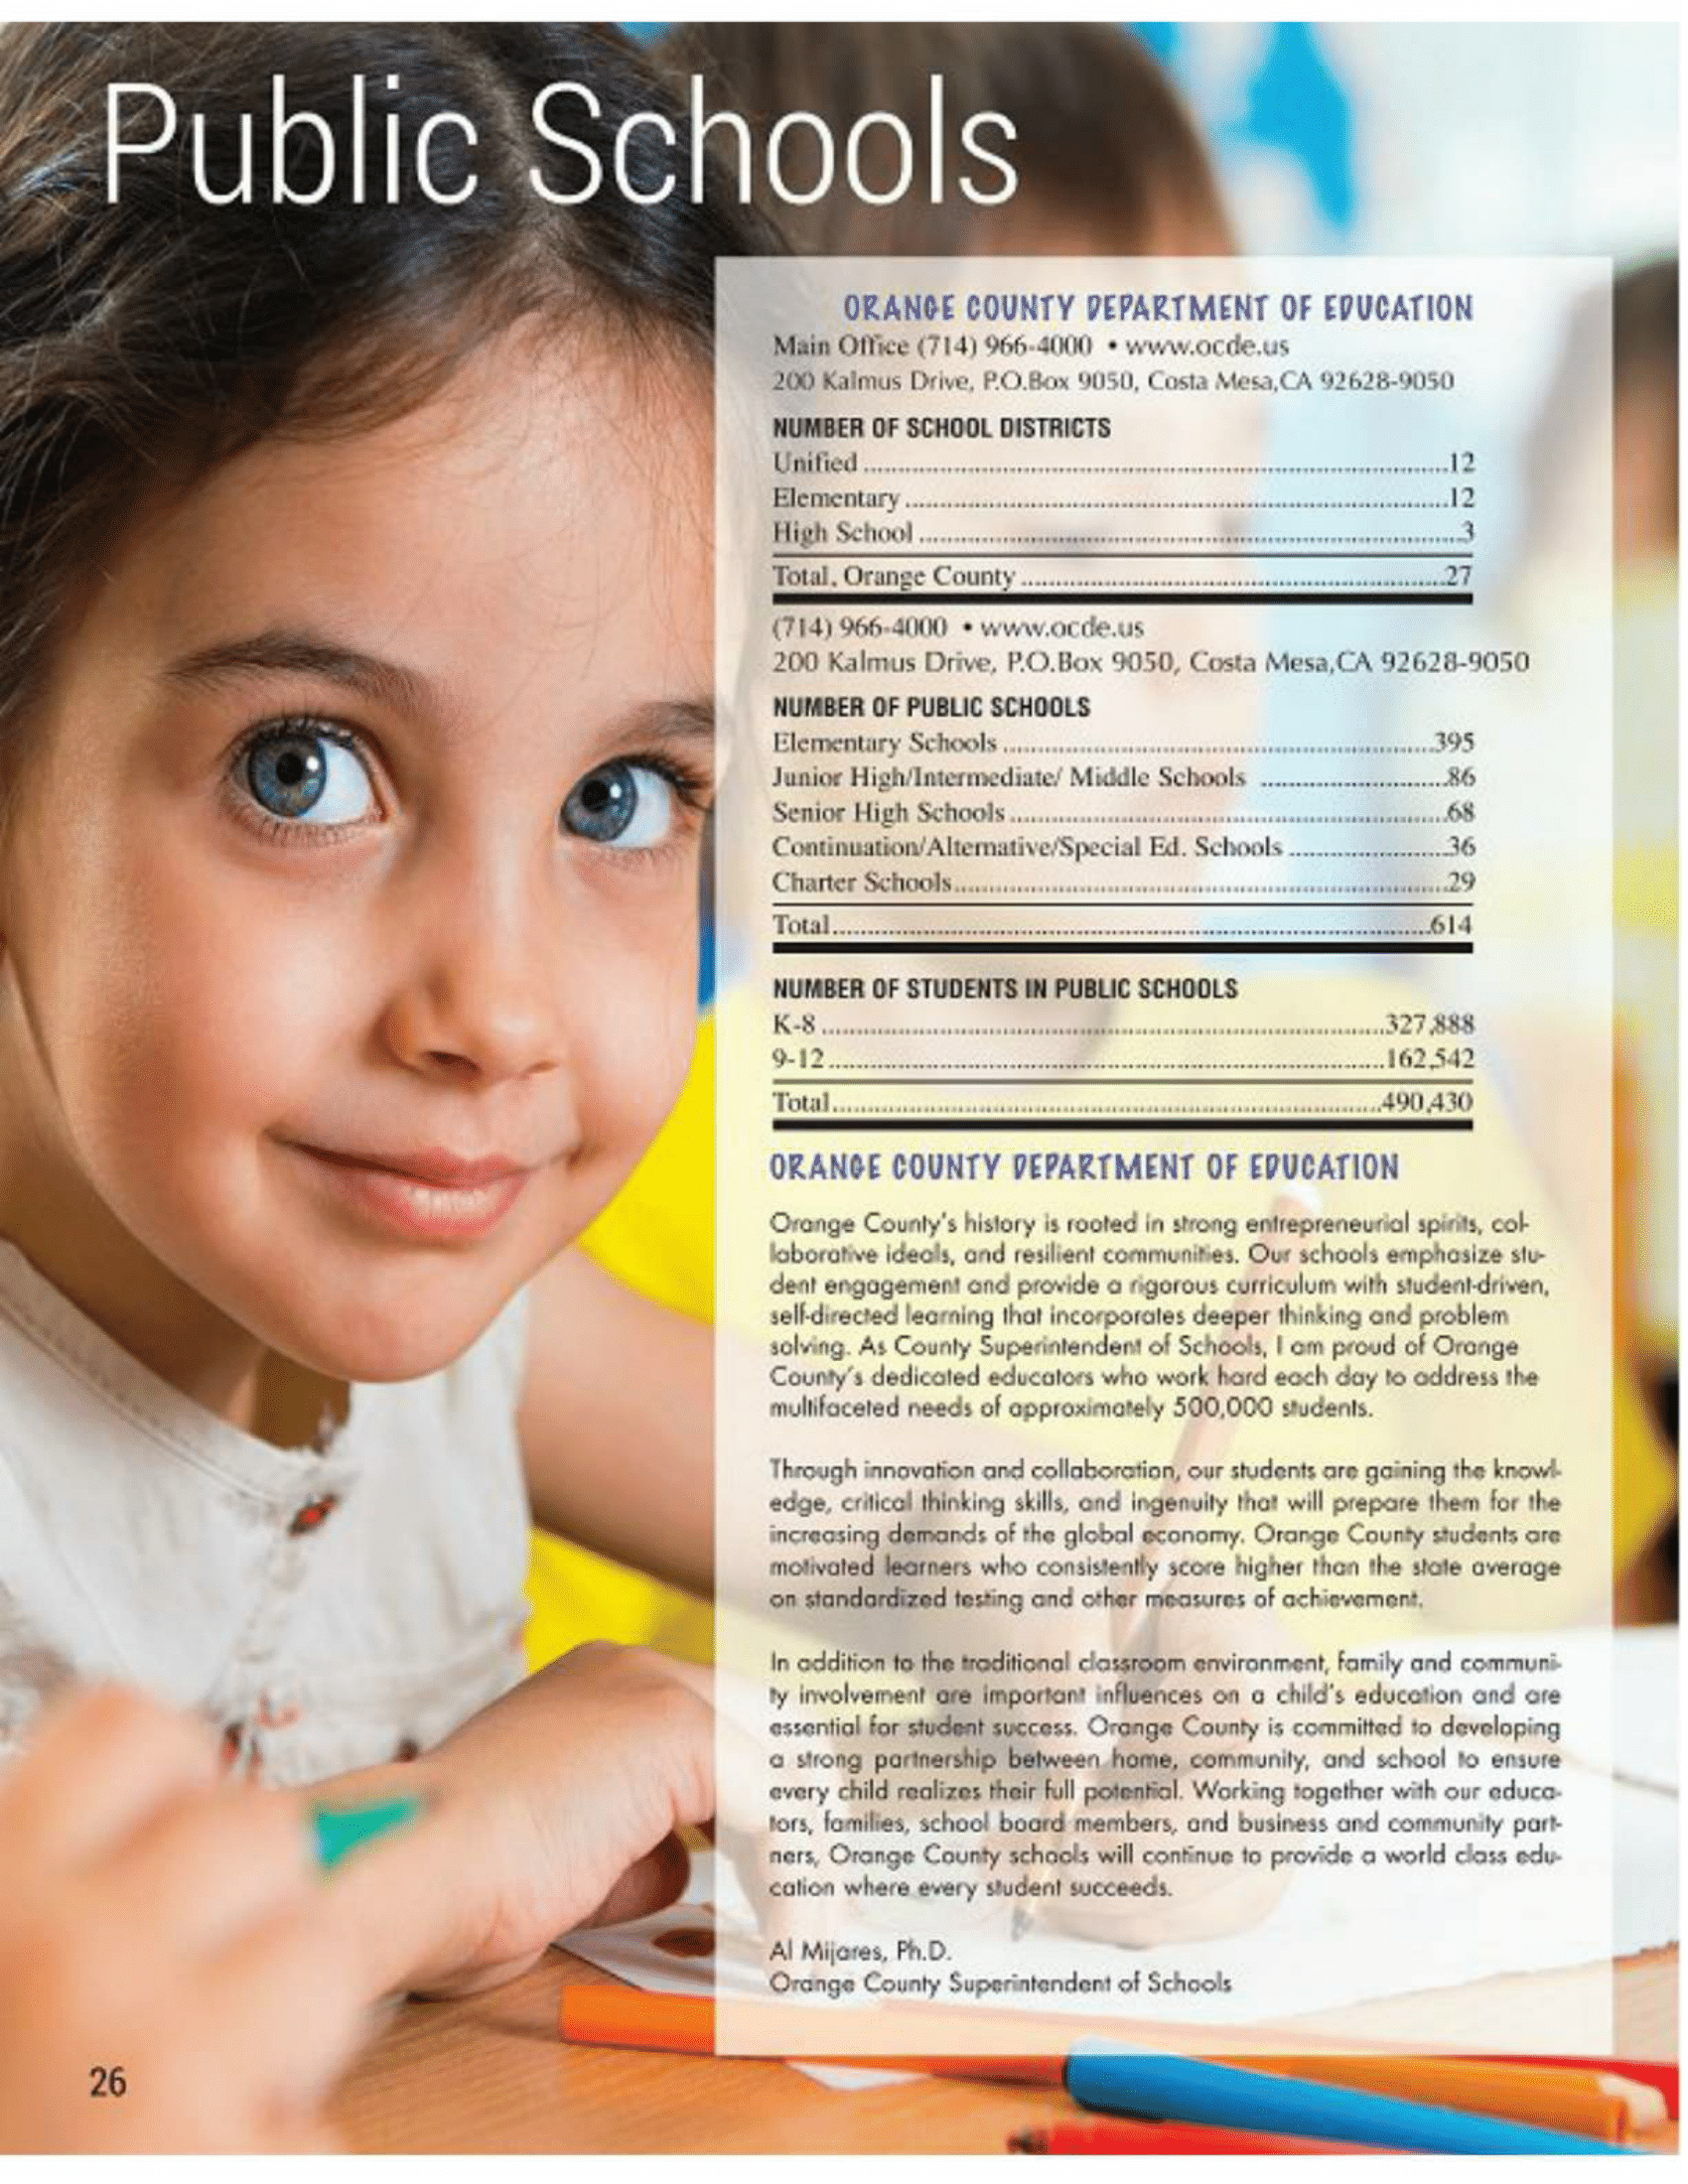 Public Schools
ORANGE COUNTY DEPARTMENT OF EDUCATION
Main Office (714) 966-4000 • www.ocde.us
200 Kalmus Drive, P.O.Box 9050, Costa Mesa,CA 92628-9050
NUMBER OF SCHOOL DISTRICTS
Unified 12
Elementary 12
High School 3
Total, Orange County 27
(714) 966-4000 • www.ocde.us
200 Kalmus Drive, P.O.Box 9050, Costa Mesa,CA 92628-9050
NUMBER OF PUBLIC SCHOOLS
Elementary Schools 395
Junior High/Intermediate/ Middle Schools 86
Senior High Schools 68
Continuation/Alternative/Special Ed. Schools 36
Charter Schools 29
Total 614
NUMBER OF STUDENTS IN PUBLIC SCHOOLS
K-8 327,888
9-12 162,542
Total 490,430
ORANGE COUNTY DEPARTMENT OF EDUCATION
Orange County's history is rooted in strong entrepreneurial spirits, col-
laborative ideals, and resilient communities. Our schools emphasize stu-
dent engagement and provide a rigorous curriculum with student-driven,
self-directed learning that incorporates deeper thinking and problem
solving. As County Superintendent of Schools, I am proud of Orange
County's dedicated educators who work hard each day to address the
multifaceted needs of approximately 500,000 students.
Through innovation and collaboration, our students are gaining the knowl-
edge, critical thinking skills, and ingenuity that will prepare them for the
increasing demands of the global economy. Orange County students are
motivated learners who consistently score higher than the state average
on standardized testing and other measures of achievement.
In addition to the traditional classroom environment, family and communi-
ty involvement are important influences on a child's education and are
essential for student success. Orange County is committed to developing
a strong partnership between home, community, and school to ensure
every child realizes their full potential. Working together with our educa-
tors, families, school board members, and business and community part-
ners, Orange County schools will continue to provide a world class edu-
cation where every student succeeds.
Al Mijares, Ph.D.
Orange County Superintendent of Schools
26